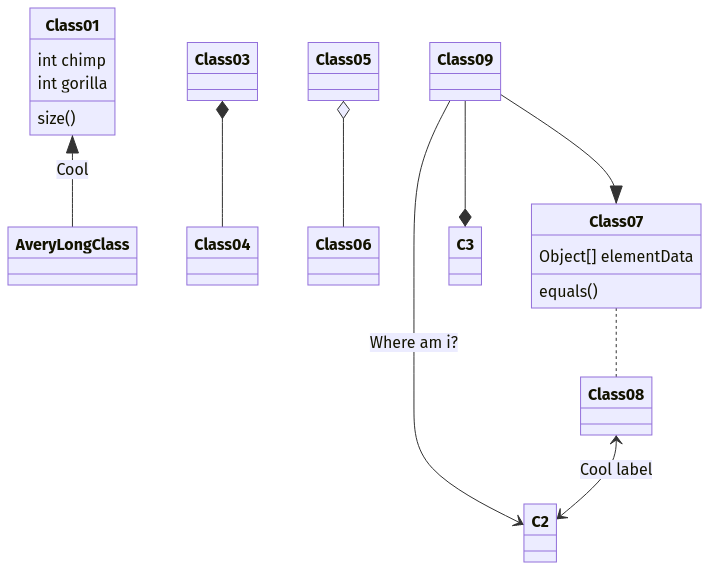 Class01
int chimp
int gorilla
size()
Cool
AveryLongClass
Class03
Class04
Class05
Class06
Class09
C3
Class07
Object[] elementData
equals()
Where am i?
Class08
Cool label
C2